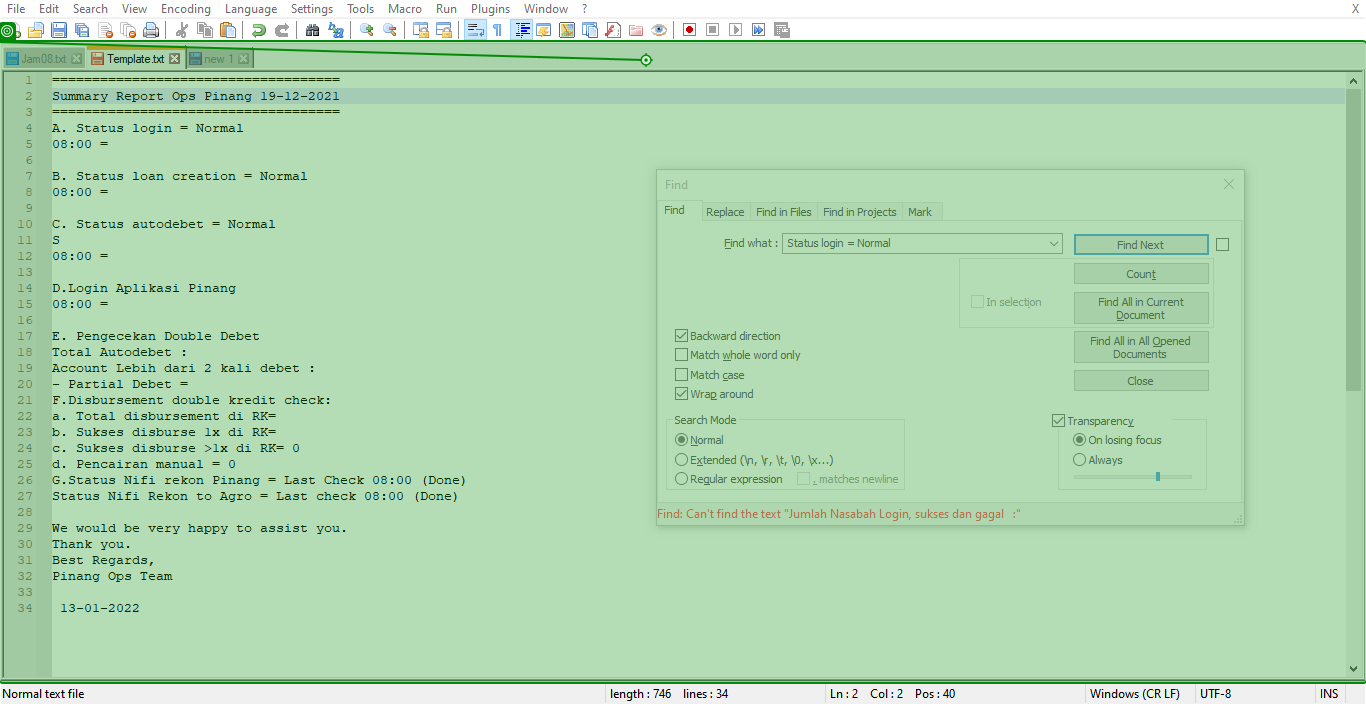 File Edit Search View Encoding Language Settings Tools Macro Run Plugins Window ? X
Jam08.txt Template.txt new 1
1 ====================================
2 Summary Report Ops Pinang 19-12-2021
3 ====================================
4 A. Status login = Normal
5 08:00 =
6
7 B. Status loan creation = Normal
8 08:00 =
9
10 C. Status autodebet = Normal
11 S
12 08:00 =
13
14 D.Login Aplikasi Pinang
15 08:00 =
16
17 E. Pengecekan Double Debet
18 Total Autodebet :
19 Account Lebih dari 2 kali debet :
20 - Partial Debet =
21 F.Disbursement double kredit check:
22 a. Total disbursement di RK=
23 b. Sukses disburse 1x di RK=
24 c. Sukses disburse >1x di RK= 0
25 d. Pencairan manual = 0
26 G.Status Nifi rekon Pinang = Last Check 08:00 (Done)
27 Status Nifi Rekon to Agro = Last check 08:00 (Done)
28
29 We would be very happy to assist you.
30 Thank you.
31 Best Regards,
32 Pinang Ops Team
33
34 13-01-2022
Find
Find Replace Find in Files Find in Projects Mark
Find what : Status login = Normal Find Next
Count
In selection Find All in Current
Document
Find All in All Opened
Documents
Close
Backward direction
Match whole word only
Match case
Wrap around
Search Mode
Normal
Extended (\n, \r, \t, \0, \x...)
Regular expression . matches newline
Transparency
On losing focus
Always
Find: Can't find the text "Jumlah Nasabah Login, sukses dan gagal :"
Normal text file length : 746 lines : 34 Ln : 2 Col : 2 Pos : 40 Windows (CR LF) UTF-8 INS